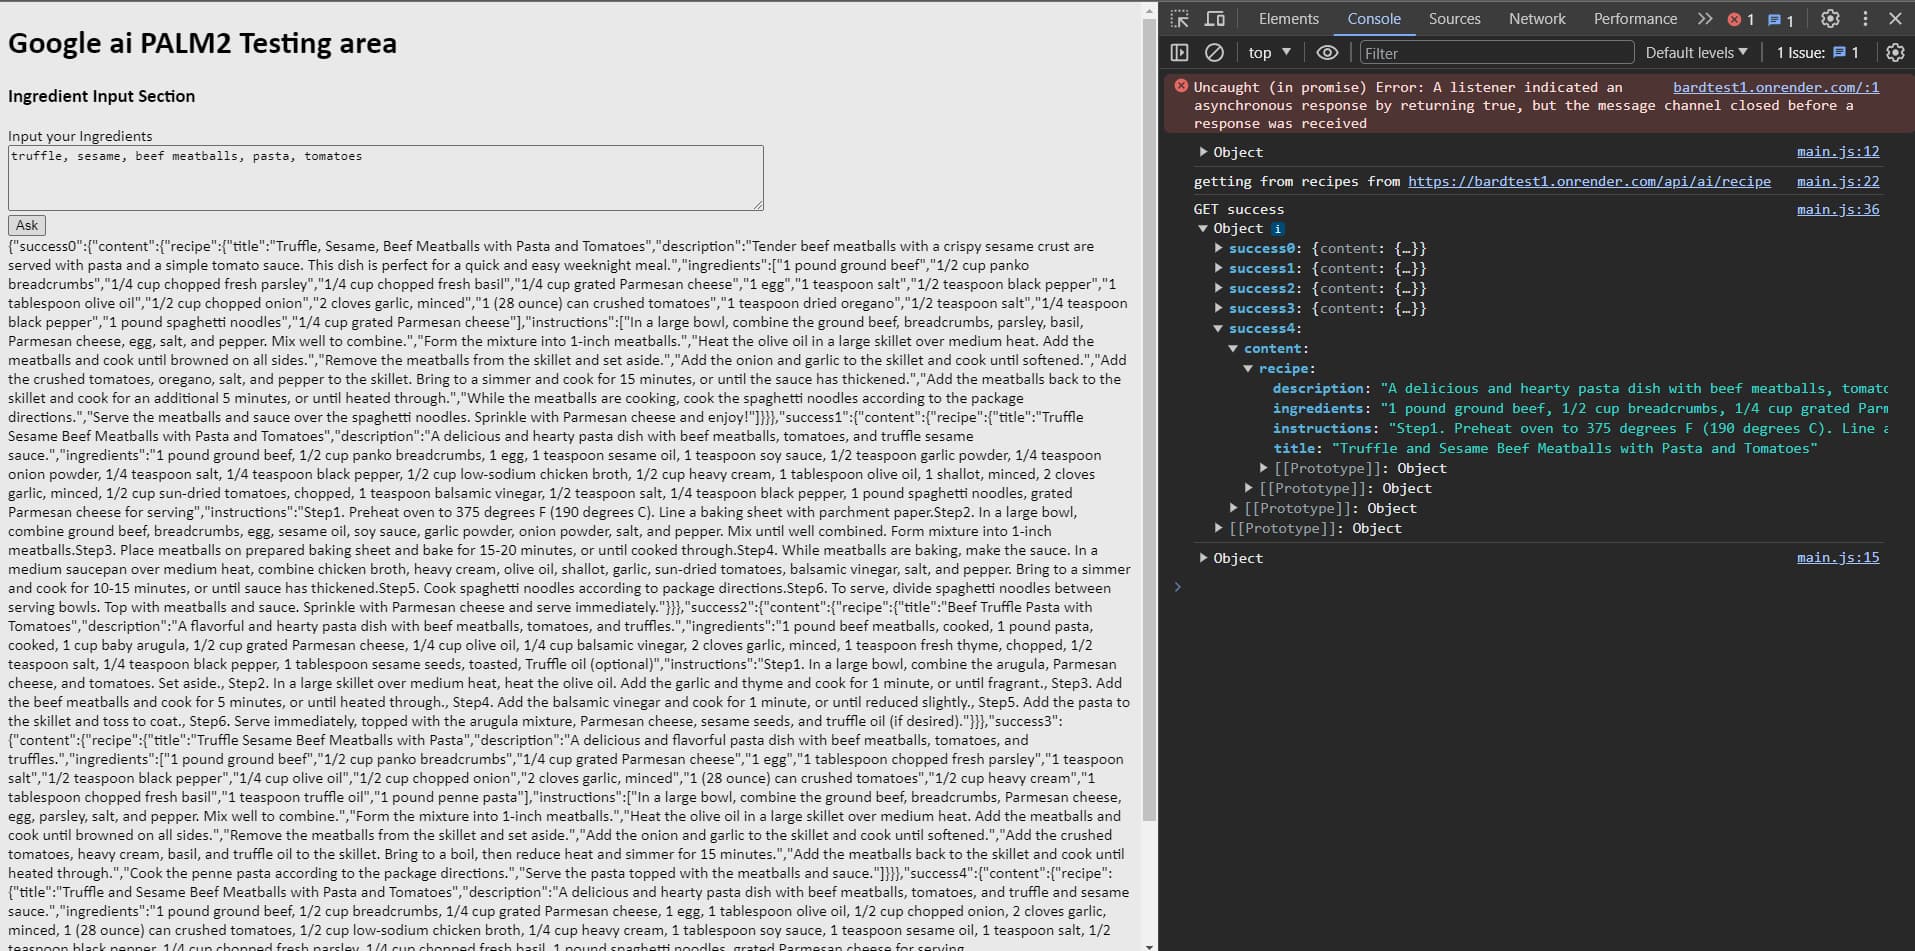 Google ai PALM2 Testing area
Ingredient Input Section
Input your Ingredients
truffle, sesame, beef meatballs, pasta, tomatoes
Ask
{"success0":{"content":{"recipe":{"title":"Truffle, Sesame, Beef Meatballs with Pasta and Tomatoes","description":"Tender beef meatballs with a crispy sesame crust are
served with pasta and a simple tomato sauce. This dish is perfect for a quick and easy weeknight meal.","ingredients":["1 pound ground beef","1/2 cup panko
breadcrumbs","1/4 cup chopped fresh parsley","1/4 cup chopped fresh basil","1/4 cup grated Parmesan cheese","1 egg","1 teaspoon salt","1/2 teaspoon black pepper","1
tablespoon olive oil","1/2 cup chopped onion","2 cloves garlic, minced","1 (28 ounce) can crushed tomatoes","1 teaspoon dried oregano","1/2 teaspoon salt","1/4 teaspoon
black pepper","1 pound spaghetti noodles","1/4 cup grated Parmesan cheese"],"instructions":["In a large bowl, combine the ground beef, breadcrumbs, parsley, basil,
Parmesan cheese, egg, salt, and pepper. Mix well to combine.","Form the mixture into 1-inch meatballs.","Heat the olive oil in a large skillet over medium heat. Add the
meatballs and cook until browned on all sides.","Remove the meatballs from the skillet and set aside.","Add the onion and garlic to the skillet and cook until softened.","Add
the crushed tomatoes, oregano, salt, and pepper to the skillet. Bring to a simmer and cook for 15 minutes, or until the sauce has thickened.","Add the meatballs back to the
skillet and cook for an additional 5 minutes, or until heated through.","While the meatballs are cooking, cook the spaghetti noodles according to the package
directions.","Serve the meatballs and sauce over the spaghetti noodles. Sprinkle with Parmesan cheese and enjoy!"]}}},"success1":{"content":{"recipe":{"title":"Truffle
Sesame Beef Meatballs with Pasta and Tomatoes","description":"A delicious and hearty pasta dish with beef meatballs, tomatoes, and truffle sesame
sauce.","ingredients":"1 pound ground beef, 1/2 cup panko breadcrumbs, 1 egg, 1 teaspoon sesame oil, 1 teaspoon soy sauce, 1/2 teaspoon garlic powder, 1/4 teaspoon
onion powder, 1/4 teaspoon salt, 1/4 teaspoon black pepper, 1/2 cup low-sodium chicken broth, 1/2 cup heavy cream, 1 tablespoon olive oil, 1 shallot, minced, 2 cloves
garlic, minced, 1/2 cup sun-dried tomatoes, chopped, 1 teaspoon balsamic vinegar, 1/2 teaspoon salt, 1/4 teaspoon black pepper, 1 pound spaghetti noodles, grated
Parmesan cheese for serving","instructions":"Step1. Preheat oven to 375 degrees F (190 degrees C). Line a baking sheet with parchment paper.Step2. In a large bowl,
combine ground beef, breadcrumbs, egg, sesame oil, soy sauce, garlic powder, onion powder, salt, and pepper. Mix until well combined. Form mixture into 1-inch
meatballs.Step3. Place meatballs on prepared baking sheet and bake for 15-20 minutes, or until cooked through.Step4. While meatballs are baking, make the sauce. In a
medium saucepan over medium heat, combine chicken broth, heavy cream, olive oil, shallot, garlic, sun-dried tomatoes, balsamic vinegar, salt, and pepper. Bring to a simmer
and cook for 10-15 minutes, or until sauce has thickened.Step5. Cook spaghetti noodles according to package directions.Step6. To serve, divide spaghetti noodles between
serving bowls. Top with meatballs and sauce. Sprinkle with Parmesan cheese and serve immediately."}}},"success2":{"content":{"recipe":{"title":"Beef Truffle Pasta with
Tomatoes","description":"A flavorful and hearty pasta dish with beef meatballs, tomatoes, and truffles.","ingredients":"1 pound beef meatballs, cooked, 1 pound pasta,
cooked, 1 cup baby arugula, 1/2 cup grated Parmesan cheese, 1/4 cup olive oil, 1/4 cup balsamic vinegar, 2 cloves garlic, minced, 1 teaspoon fresh thyme, chopped, 1/2
teaspoon salt, 1/4 teaspoon black pepper, 1 tablespoon sesame seeds, toasted, Truffle oil (optional)","instructions":"Step1. In a large bowl, combine the arugula, Parmesan
cheese, and tomatoes. Set aside., Step2. In a large skillet over medium heat, heat the olive oil. Add the garlic and thyme and cook for 1 minute, or until fragrant., Step3. Add
the beef meatballs and cook for 5 minutes, or until heated through., Step4. Add the balsamic vinegar and cook for 1 minute, or until reduced slightly., Step5. Add the pasta to
the skillet and toss to coat., Step6. Serve immediately, topped with the arugula mixture, Parmesan cheese, sesame seeds, and truffle oil (if desired)."}}},"success3":
{"content":{"recipe":{"title":"Truffle Sesame Beef Meatballs with Pasta","description":"A delicious and flavorful pasta dish with beef meatballs, tomatoes, and
truffles.","ingredients":["1 pound ground beef","1/2 cup panko breadcrumbs","1/4 cup grated Parmesan cheese","1 egg","1 tablespoon chopped fresh parsley","1 teaspoon
salt","1/2 teaspoon black pepper","1/4 cup olive oil","1/2 cup chopped onion","2 cloves garlic, minced","1 (28 ounce) can crushed tomatoes","1/2 cup heavy cream","1
tablespoon chopped fresh basil","1 teaspoon truffle oil","1 pound penne pasta"],"instructions":["In a large bowl, combine the ground beef, breadcrumbs, Parmesan cheese,
egg, parsley, salt, and pepper. Mix well to combine.","Form the mixture into 1-inch meatballs.","Heat the olive oil in a large skillet over medium heat. Add the meatballs and
cook until browned on all sides.","Remove the meatballs from the skillet and set aside.","Add the onion and garlic to the skillet and cook until softened.","Add the crushed
tomatoes, heavy cream, basil, and truffle oil to the skillet. Bring to a boil, then reduce heat and simmer for 15 minutes.","Add the meatballs back to the skillet and cook until
heated through.","Cook the penne pasta according to the package directions.","Serve the pasta topped with the meatballs and sauce."]}}},"success4":{"content":{"recipe":
{"title":"Truffle and Sesame Beef Meatballs with Pasta and Tomatoes","description":"A delicious and hearty pasta dish with beef meatballs, tomatoes, and truffle and sesame
sauce.","ingredients":"1 pound ground beef, 1/2 cup breadcrumbs, 1/4 cup grated Parmesan cheese, 1 egg, 1 tablespoon olive oil, 1/2 cup chopped onion, 2 cloves garlic,
minced, 1 (28 ounce) can crushed tomatoes, 1/2 cup low-sodium chicken broth, 1/4 cup heavy cream, 1 tablespoon soy sauce, 1 teaspoon sesame oil, 1 teaspoon salt, 1/2
teaspoon black pepper, 1/4 cup chopped fresh parsley, 1/4 cup chopped fresh basil, 1 pound spaghetti noodles, grated Parmesan cheese for serving
Elements Console Sources Network Performance 1 1
top Filter Default levels 1 Issue: 1
Uncaught (in promise) Error: A listener indicated an bardtest1.onrender.com/:1
asynchronous response by returning true, but the message channel closed before a
response was received
Object main.js:12
getting from recipes from https://bardtest1.onrender.com/api/ai/recipe main.js:22
GET success main.js:36
Object i
success0: {content: {…}}
success1: {content: {…}}
success2: {content: {…}}
success3: {content: {…}}
success4:
content:
recipe:
description: "A delicious and hearty pasta dish with beef meatballs, tomato
ingredients: "1 pound ground beef, 1/2 cup breadcrumbs, 1/4 cup grated Parm
instructions: "Step1. Preheat oven to 375 degrees F (190 degrees C). Line a
title: "Truffle and Sesame Beef Meatballs with Pasta and Tomatoes"
[[Prototype]]: Object
[[Prototype]]: Object
[[Prototype]]: Object
[[Prototype]]: Object
Object main.js:15